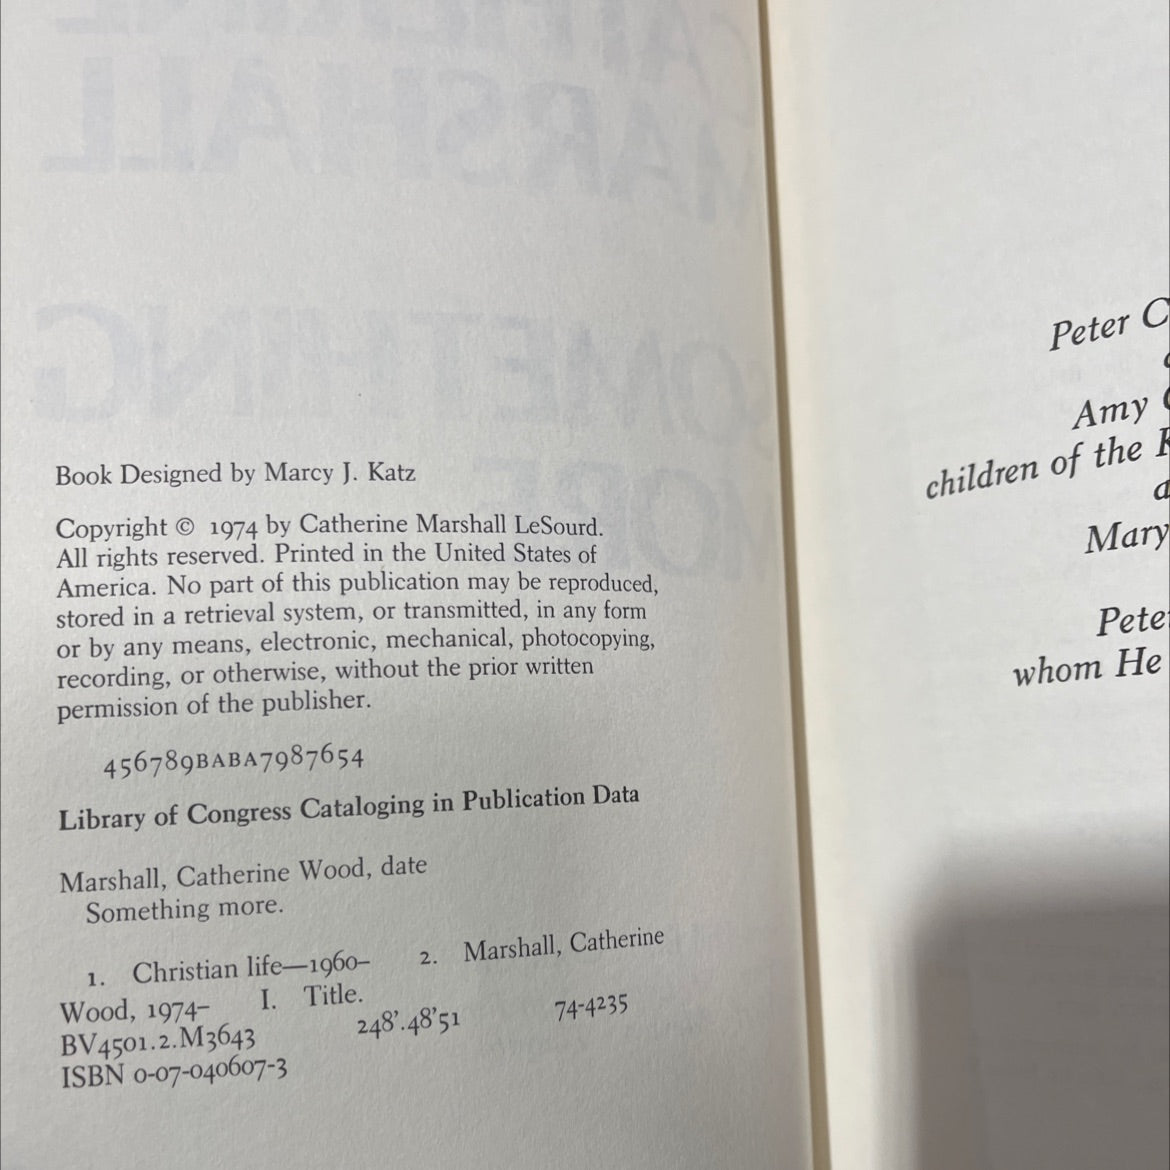 Book Designed by Marcy J. Katz
Copyright © 1974 by Catherine Marshall LeSourd.
All rights reserved. Printed in the United States of
America. No part of this publication may be reproduced,
stored in a retrieval system, or transmitted, in any form
or by any means, electronic, mechanical, photocopying,
recording, or otherwise, without the prior written
permission of the publisher.
456789BABA7987654
Library of Congress Cataloging in Publication Data
Marshall, Catherine Wood, date
Something more.
1. Christian life—1960– 2. Marshall, Catherine
Wood, 1974– I. Title.
BV4501.2.M3643 248'.48'51 74-4235
ISBN 0-07-040607-3
Peter C
Amy
children of the
Mary
Peter
whom He